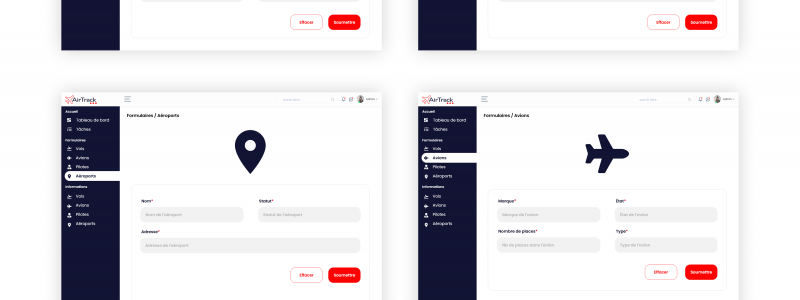 Effacer
Soumettre
Effacer
Soumettre
AirTrack
Admin
Accueil
Tableau de bord
Tâches
Formulaires
Vols
Avions
Pilotes
Aéroports
Informations
Vols
Avions
Pilotes
Aéroports
Formulaires / Aéroports
Nom*
Statut*
Nom de l'aéroport
Statut de l'aéroport
Adresse*
Adresse de l'aéroport
Effacer
Soumettre
AirTrack
Admin
Accueil
Tableau de bord
Tâches
Formulaires
Vols
Avions
Pilotes
Aéroports
Informations
Vols
Avions
Pilotes
Aéroports
Formulaires / Avions
Marque*
État*
Marque de l'avion
État de l'avion
Nombre de places*
Type*
Nb de places dans l'avion
Type de l'avion
Effacer
Soumettre